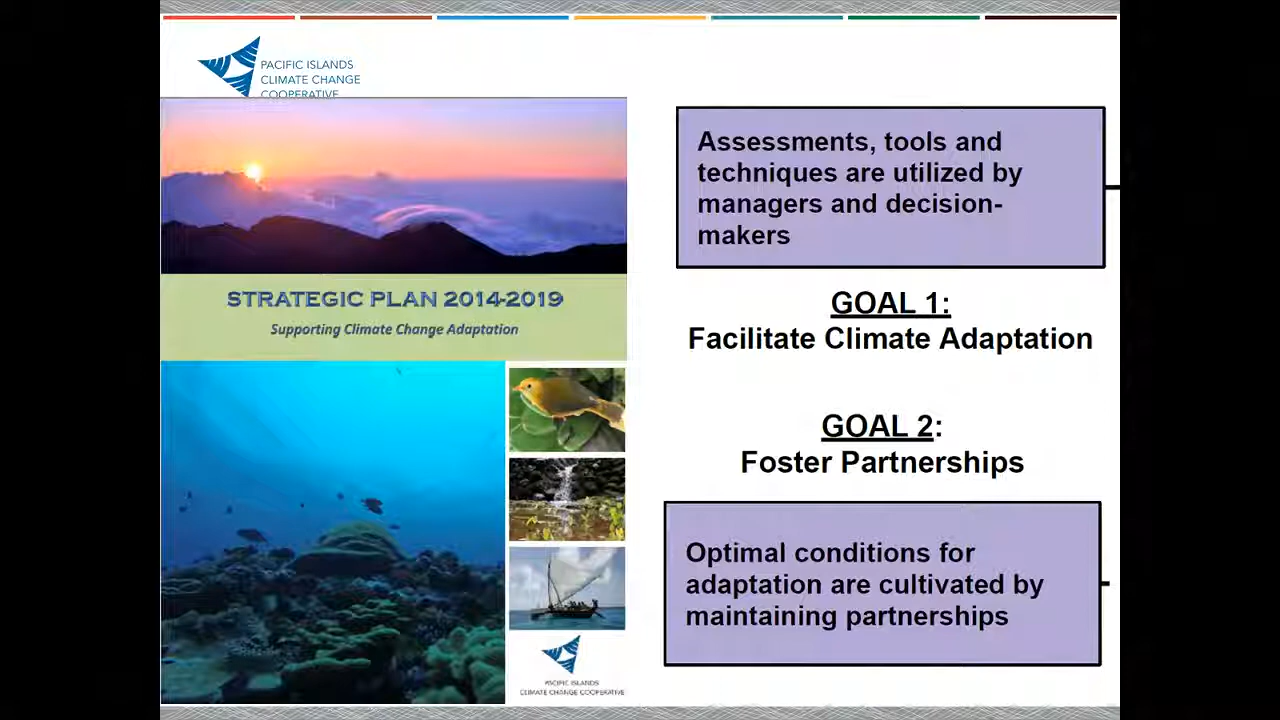 PACIFIC ISLANDS
CLIMATE CHANGE
COOPERATIVE
STRATEGIC PLAN 2014-2019
Supporting Climate Change Adaptation
PACIFIC ISLANDS
CLIMATE CHANGE COOPERATIVE
Assessments, tools and
techniques are utilized by
managers and decision-
makers
GOAL 1:
Facilitate Climate Adaptation
GOAL 2:
Foster Partnerships
Optimal conditions for
adaptation are cultivated by
maintaining partnerships